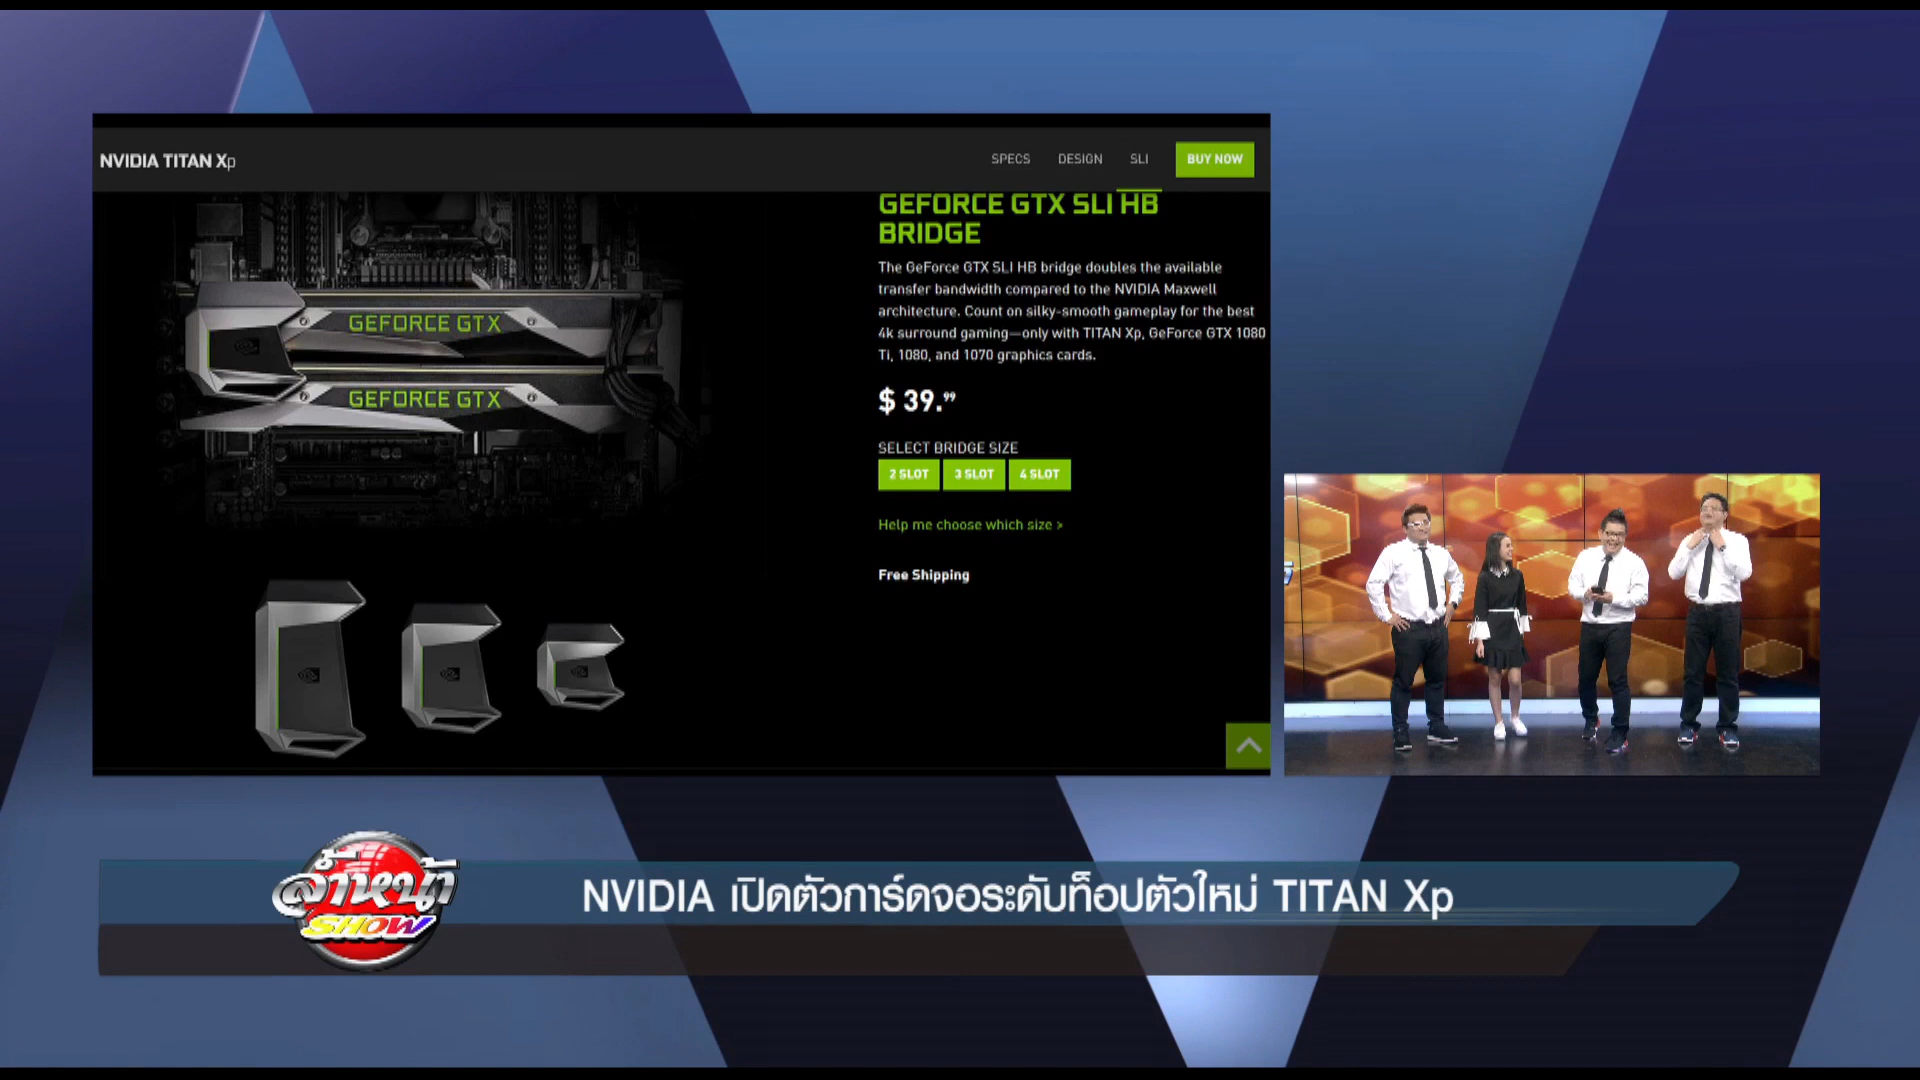 NVIDIA TITAN Xp
SPECS
DESIGN
SLI
BUY NOW
GEFORCE GTX SLI HB
BRIDGE
The GeForce GTX SLI HB bridge doubles the available
transfer bandwidth compared to the NVIDIA Maxwell
architecture. Count on silky-smooth gameplay for the best
4k surround gaming—only with TITAN Xp, GeForce GTX 1080
Ti, 1080, and 1070 graphics cards.
$ 39.99
SELECT BRIDGE SIZE
2 SLOT
3 SLOT
4 SLOT
Help me choose which size >
Free Shipping
GEFORCE GTX
GEFORCE GTX
ล้ำหน้า
SHOW
NVIDIA เปิดตัวการ์ดจอระดับท็อปตัวใหม่ TITAN Xp